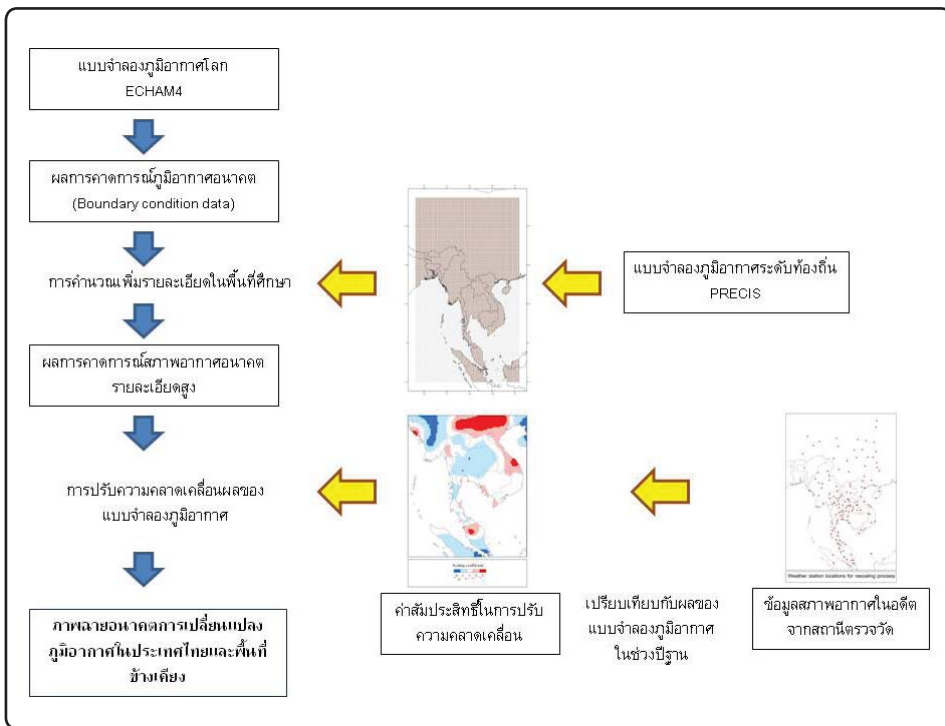 แบบจำลองภูมิอากาศโลก
ECHAM4
ผลการคาดการณ์ภูมิอากาศอนาคต
(Boundary condition data)
การคำนวณเพิ่มรายละเอียดในพื้นที่ศึกษา
แบบจำลองภูมิอากาศระดับท้องถิ่น
PRECIS
ผลการคาดการณ์สภาพอากาศอนาคต
รายละเอียดสูง
การปรับความคลาดเคลื่อนผลของ
แบบจำลองภูมิอากาศ
Weather station locations for rescaling process
ค่าสัมประสิทธิ์ในการปรับ
ความคลาดเคลื่อน
เปรียบเทียบกับผลของ
แบบจำลองภูมิอากาศ
ในช่วงปีฐาน
ข้อมูลสภาพอากาศในอดีต
จากสถานีตรวจวัด
ภาพฉายอนาคตการเปลี่ยนแปลง
ภูมิอากาศในประเทศไทยและพื้นที่
ข้างเคียง